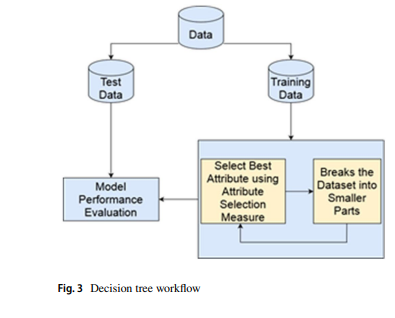 Data
Test
Data
Training
Data
Select Best
Attribute using
Attribute
Selection
Measure
Breaks the
Dataset into
Smaller
Parts
Model
Performance
Evaluation
Fig. 3 Decision tree workflow